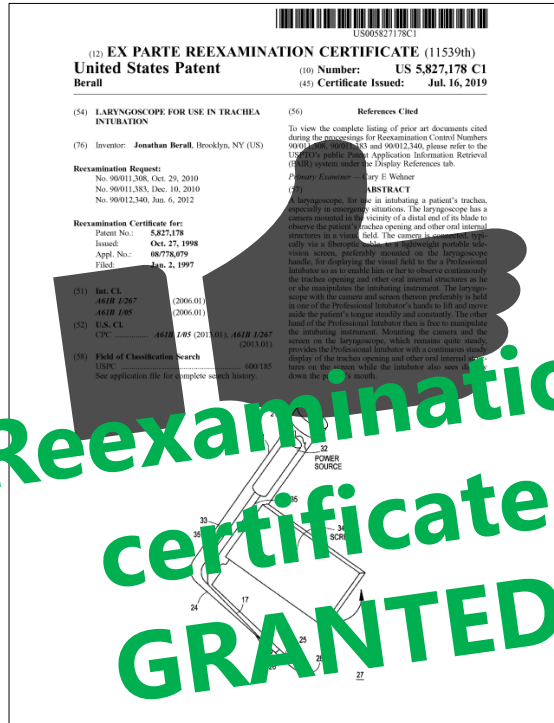 US005827178C1
(12) EX PARTE REEXAMINATION CERTIFICATE (11539th)
United States Patent
(10) Number: US 5,827,178 C1
Berall
(45) Certificate Issued: Jul. 16, 2019
(54) LARYNGOSCOPE FOR USE IN TRACHEA
INTUBATION
(76) Inventor: Jonathan Berall, Brooklyn, NY (US)
Reexamination Request:
No. 90/011,308, Oct. 29, 2010
No. 90/011,383, Dec. 10, 2010
No. 90/012,340, Jun. 6, 2012
Reexamination Certificate for:
Patent No.: 5,827,178
Issued: Oct. 27, 1998
Appl. No.: 08/778,079
Filed: Jan. 2, 1997
(51) Int. Cl.
A61B 1/267 (2006.01)
A61B 1/05 (2006.01)
(52) U.S. Cl.
CPC .......... A61B 1/05 (2013.01); A61B 1/267
(2013.01)
(58) Field of Classification Search
USPC .......... 600/185
See application file for complete search history.
(56) References Cited
To view the complete listing of prior art documents cited
during the proceedings for Reexamination Control Numbers
90/011,308, 90/011,383 and 90/012,340, please refer to the
USPTO's public Patent Application Information Retrieval
(PAIR) system under the Display References tab.
Primary Examiner — Cary E Wehner
(57) ABSTRACT
A laryngoscope, for use in intubating a patient's trachea,
especially in emergency situations. The laryngoscope has a
camera mounted in the vicinity of a distal end of its blade to
observe the patient's trachea opening and other oral internal
structures in a visual field. The camera is connected, typi-
cally via a fiberoptic cable, to a lightweight portable tele-
vision screen, preferably mounted on the laryngoscope
handle, for displaying the visual field to the a Professional
Intubator so as to enable him or her to observe continuously
the trachea opening and other oral internal structures as he
or she manipulates the intubating instrument. The laryngo-
scope with the camera and screen thereon preferably is held
in one of the Professional Intubator's hands to lift and move
aside the patient's tongue steadily and constantly. The other
hand of the Professional Intubator then is free to manipulate
the intubating instrument. Mounting the camera and the
screen on the laryngoscope, which remains quite steady,
provides the Professional Intubator with a continuous steady
display of the trachea opening and other oral internal struc-
tures on the screen while the intubator also sees
down the patient's mouth.
Reexaminatio
certificate
GRANTED
32
POWER
SOURCE
35
33
34
24
17
25
26
27